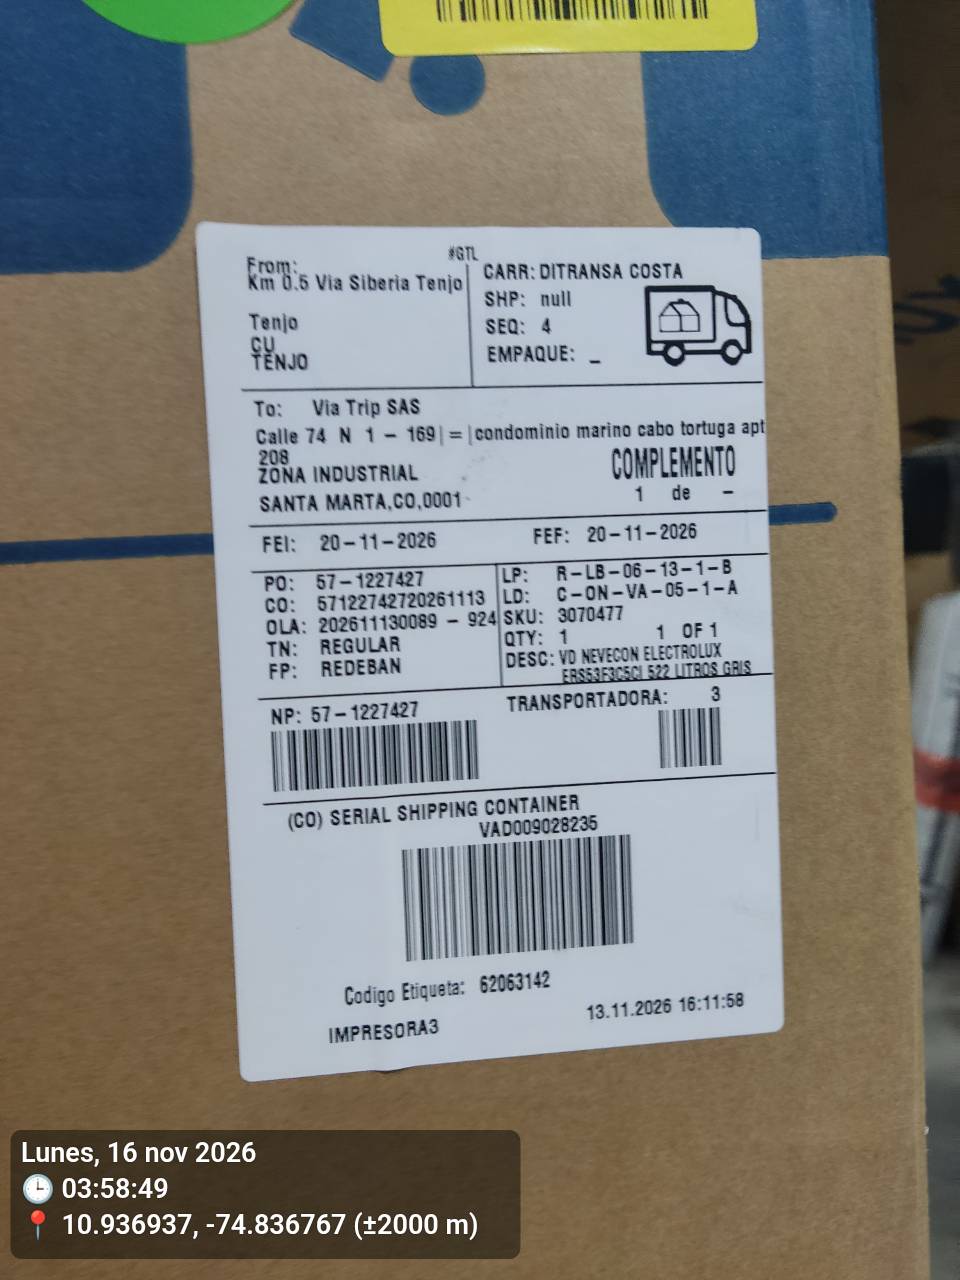 #GTL
From:
Km 0.5 Via Siberia Tenjo
Tenjo
CU
TENJO
CARR: DITRANSA COSTA
SHP: null
SEQ: 4
EMPAQUE: _
To: Via Trip SAS
Calle 74 N 1 - 169|=|condominio marino cabo tortuga apt
208
ZONA INDUSTRIAL
SANTA MARTA,CO,0001
COMPLEMENTO
1 de -
FEI: 20-11-2026
FEF: 20-11-2026
PO: 57-1227427
CO: 57122742720261113
OLA: 202611130089 - 924
TN: REGULAR
FP: REDEBAN
LP: R-LB-06-13-1-B
LD: C-ON-VA-05-1-A
SKU: 3070477
QTY: 1 1 OF 1
DESC: VD NEVECON ELECTROLUX
ERS53F3C5CI 522 LITROS GRIS
NP: 57-1227427
TRANSPORTADORA: 3
(CO) SERIAL SHIPPING CONTAINER
VAD009028235
Codigo Etiqueta: 62063142
IMPRESORA3
13.11.2026 16:11:58
Lunes, 16 nov 2026
03:58:49
10.936937, -74.836767 (±2000 m)